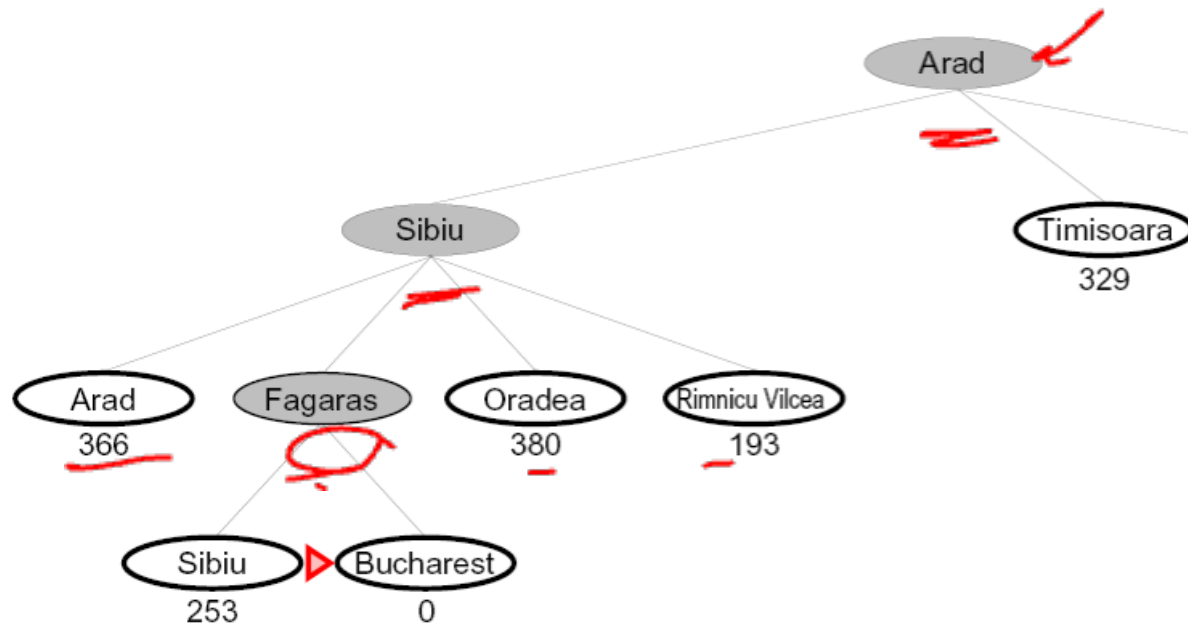 Arad
Sibiu
Timisoara
329
Arad
Fagaras
Oradea
Rimnicu Vilcea
366
380
193
Sibiu
Bucharest
253
0